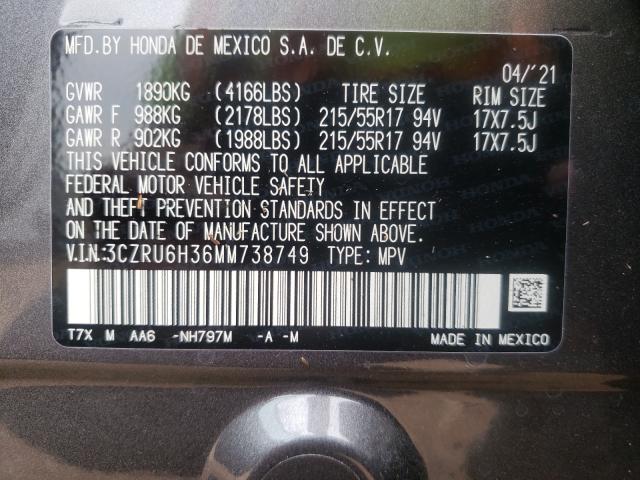 MFD.BY HONDA DE MEXICO S.A. DE C.V.
04/'21
GVWR 1890KG (4166LBS) TIRE SIZE RIM SIZE
GAWR F 988KG (2178LBS) 215/55R17 94V 17X7.5J
GAWR R 902KG (1988LBS) 215/55R17 94V 17X7.5J
THIS VEHICLE CONFORMS TO ALL APPLICABLE
FEDERAL MOTOR VEHICLE SAFETY
AND THEFT PREVENTION STANDARDS IN EFFECT
ON THE DATE OF MANUFACTURE SHOWN ABOVE.
V.I.N:3CZRU6H36MM738749 TYPE: MPV
T7X M AA6 -NH797M -A -M MADE IN MEXICO